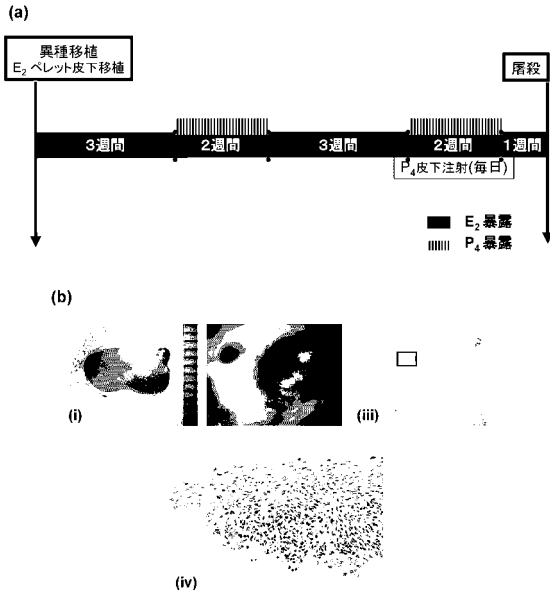 (a)
異種移植
E2 ペレット皮下移植
屠殺
3週間
2週間
3週間
2週間
1週間
P4皮下注射(毎日)
E2 暴露
P4 暴露
(b)
(i)
(iii)
(iv)